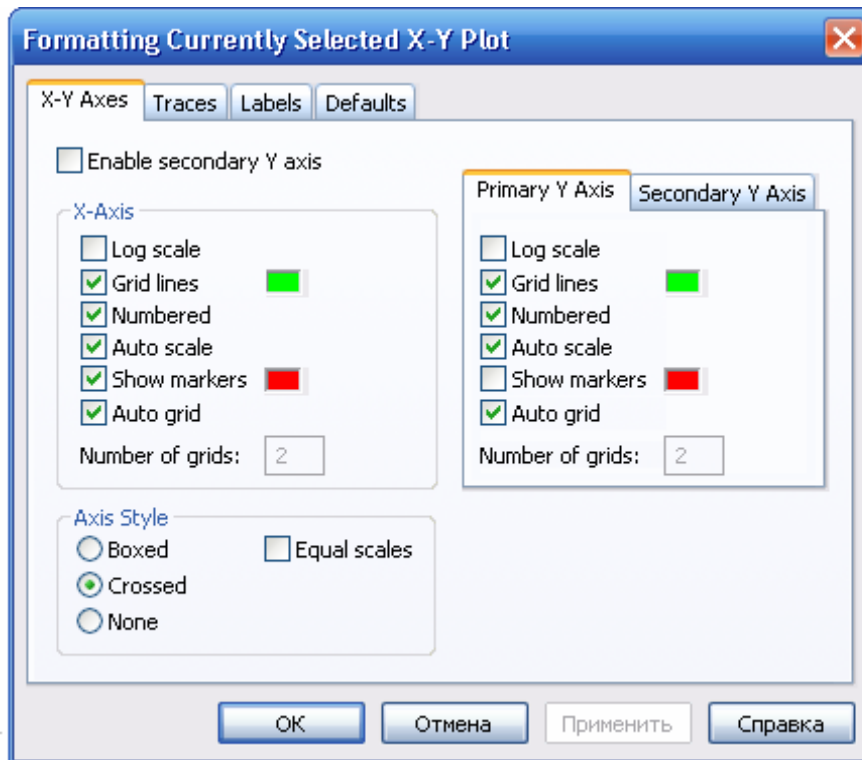 Formatting Currently Selected X-Y Plot
X-Y Axes Traces Labels Defaults
Enable secondary Y axis
X-Axis
Log scale
Grid lines
Numbered
Auto scale
Show markers
Auto grid
Number of grids: 2
Primary Y Axis Secondary Y Axis
Log scale
Grid lines
Numbered
Auto scale
Show markers
Auto grid
Number of grids: 2
Axis Style
Boxed Equal scales
Crossed
None
ОК Отмена Применить Справка